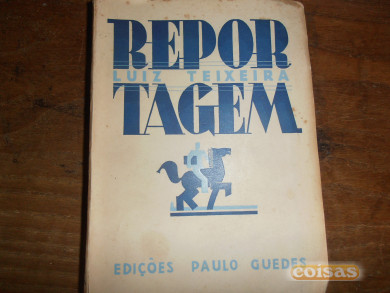 REPOR
LUIZ TEIXEIRA
TAGEM
EDIÇÕES PAULO GUEDES
coisas